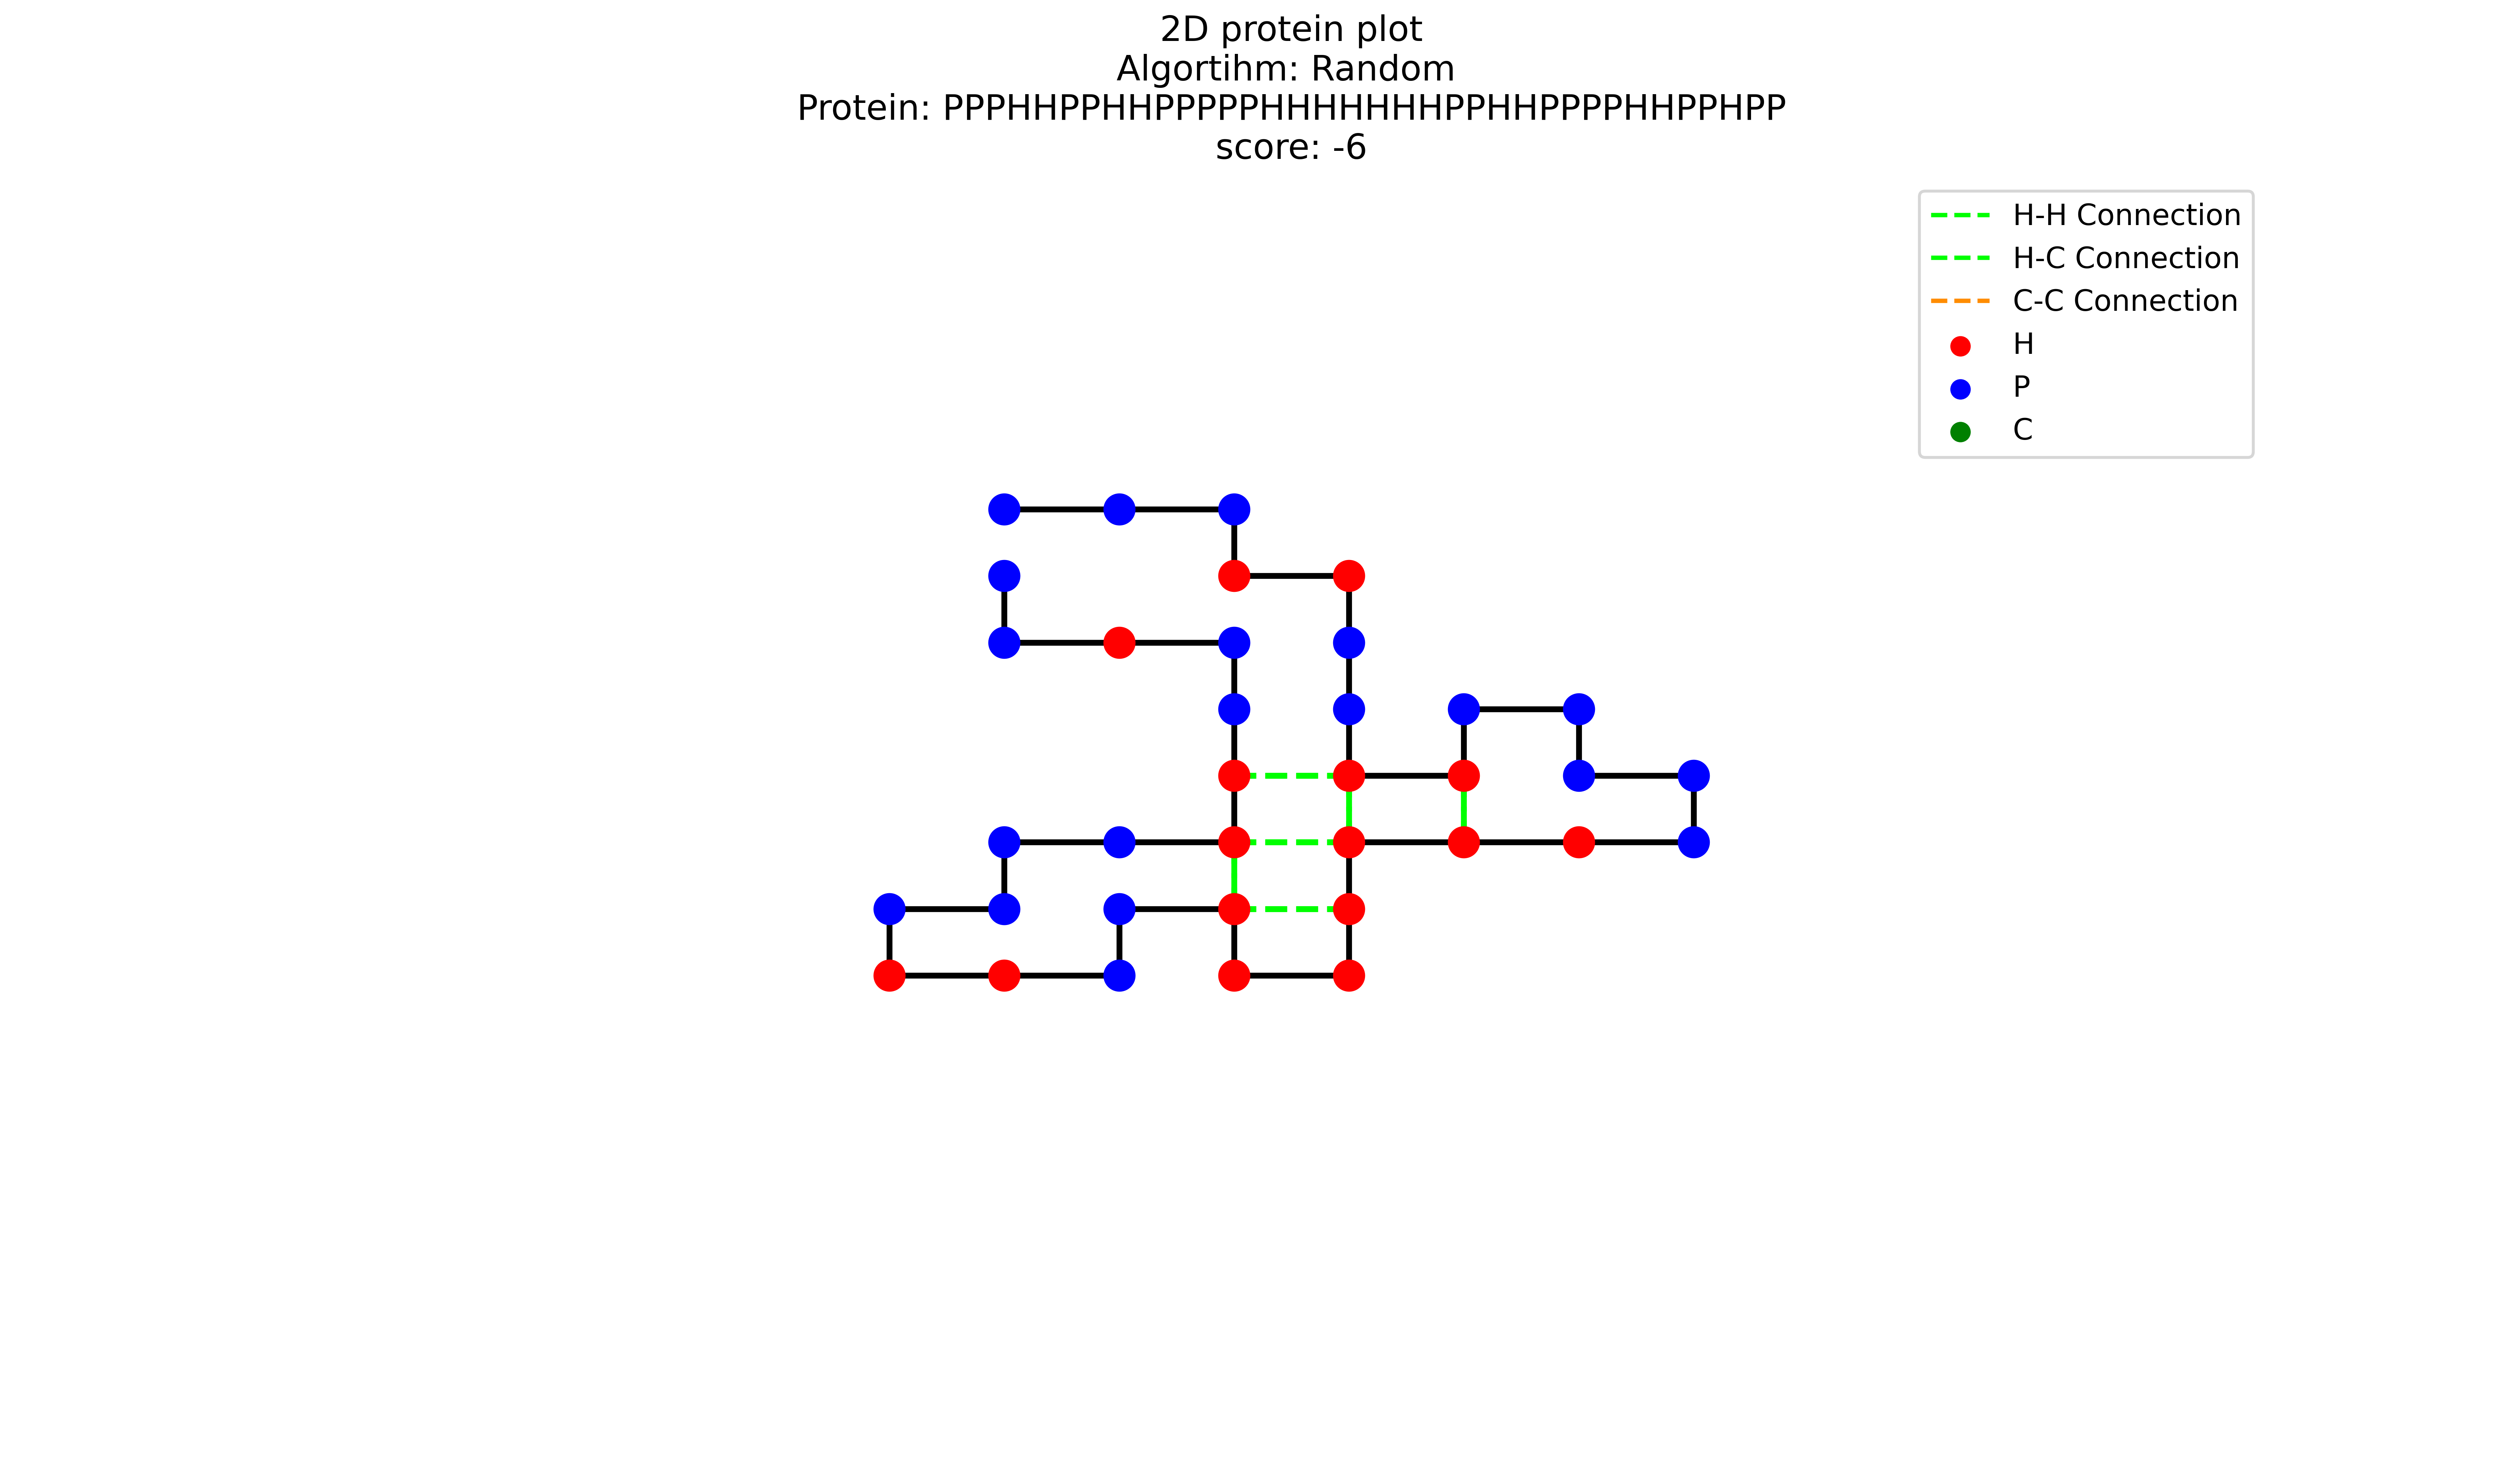 2D protein plot
Algortihm: Random
Protein: PPPHHPPHHPPPPPHHHHHHHPPHHPPPPHHPPHPP
score: -6
H-H Connection
H-C Connection
C-C Connection
H
P
C